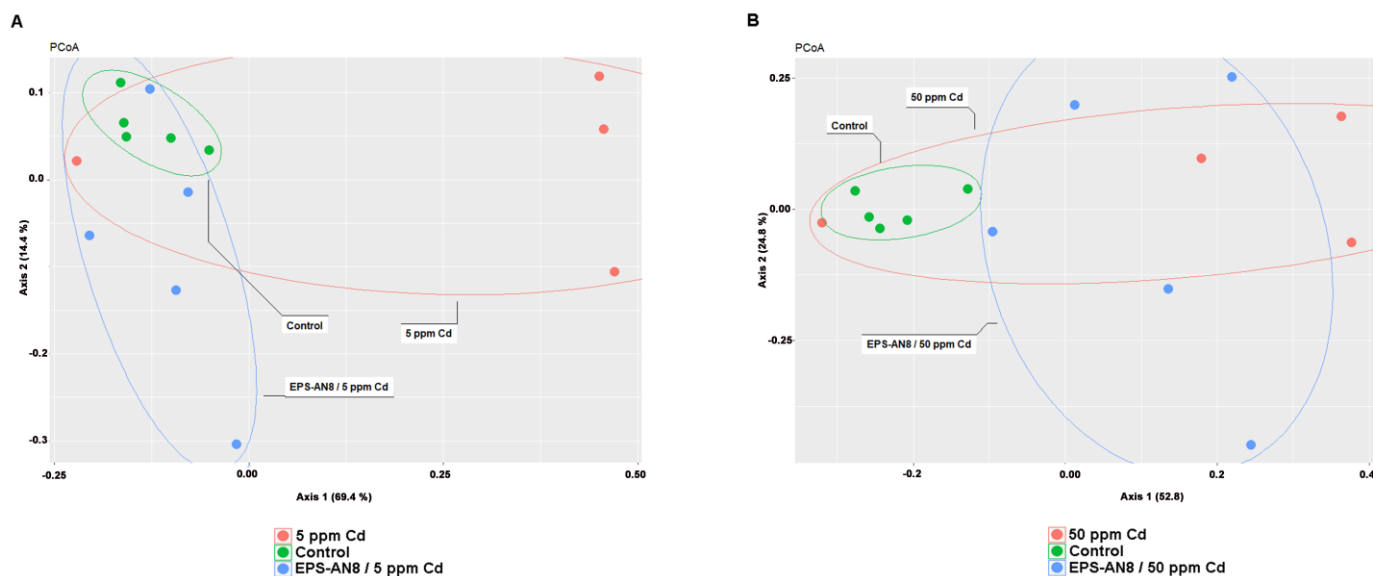 A
PCoA
0.1
0.0
-0.2
-0.3
Axis 2 (14.4 %)
Control
5 ppm Cd
EPS-AN8 / 5 ppm Cd
-0.25
0.00
0.25
0.50
Axis 1 (69.4 %)
5 ppm Cd
Control
EPS-AN8 / 5 ppm Cd
B
PCoA
0.25
0.00
-0.25
Axis 2 (24.8 %)
50 ppm Cd
Control
EPS-AN8 / 50 ppm Cd
-0.2
0.00
0.2
0.4
Axis 1 (52.8)
50 ppm Cd
Control
EPS-AN8 / 50 ppm Cd